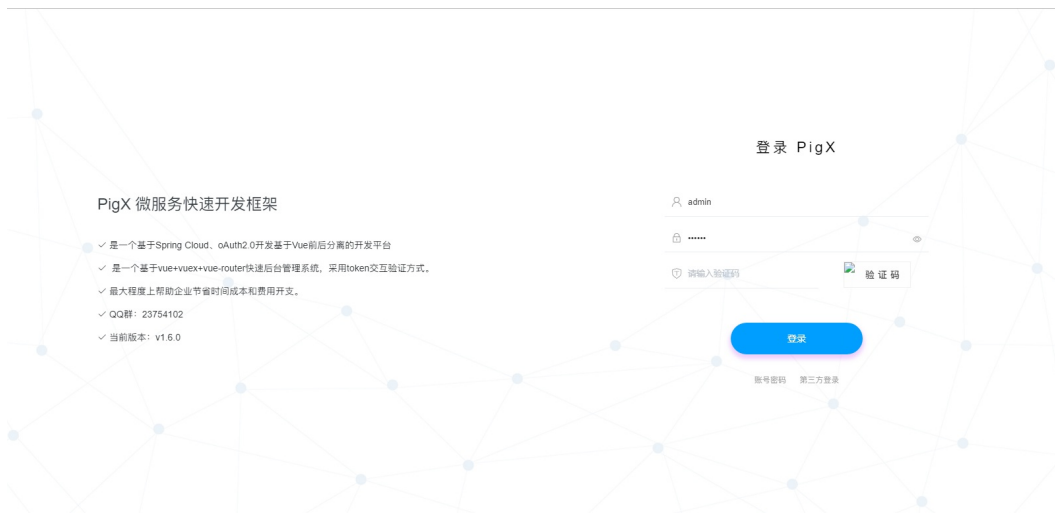 登录 PigX
PigX 微服务快速开发框架
是一个基于Spring Cloud、oAuth2.0开发基于Vue前后分离的开发平台
是一个基于vue+vuex+vue-router快速后台管理系统，采用token交互验证方式。
最大程度上帮助企业节省时间成本和费用开支。
QQ群：23754102
当前版本：v1.6.0
admin
••••••
请输入验证码
验证码
登录
账号密码 第三方登录